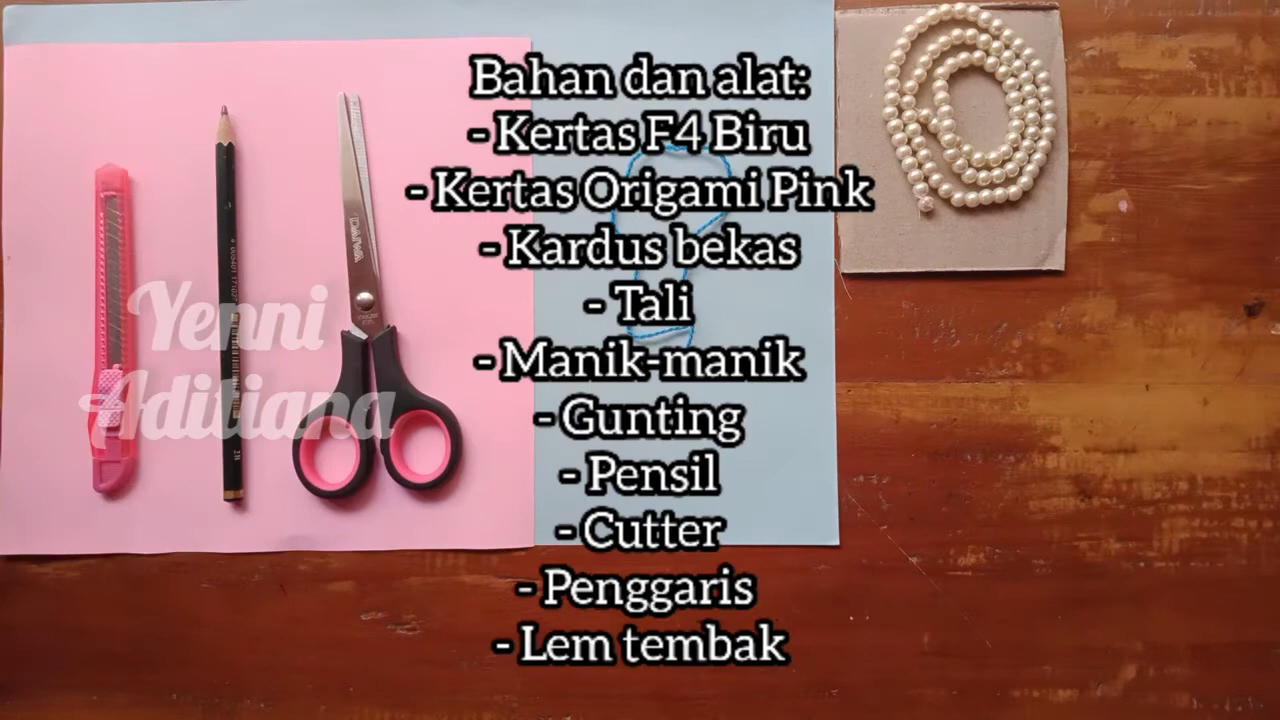 Bahan dan alat:
- Kertas F4 Biru
- Kertas Origami Pink
- Kardus bekas
- Tali
- Manik-manik
- Gunting
- Pensil
- Cutter
- Penggaris
- Lem tembak
Yenni
Aditiana